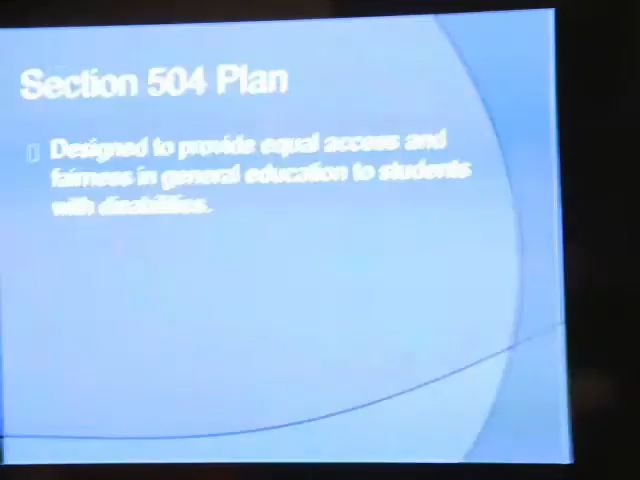 Section 504 Plan
Designed to provide equal access and
fairness in general education to students
with disabilities.